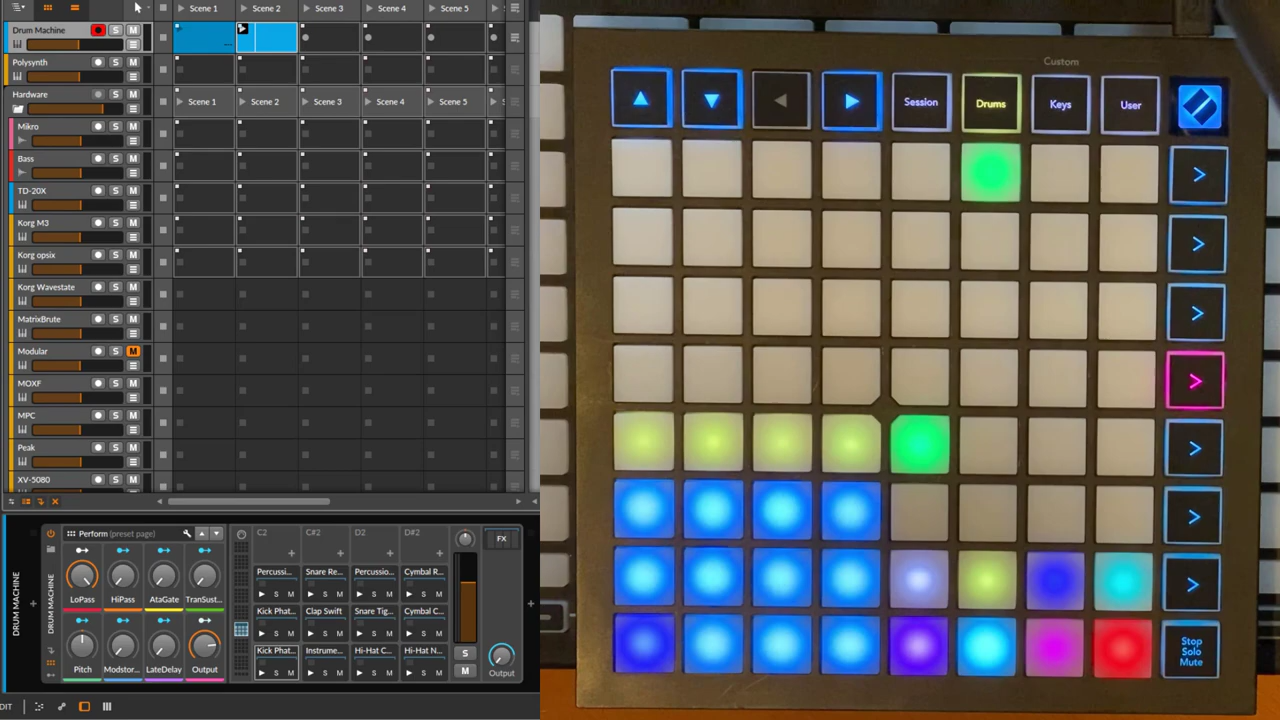 Scene 1 Scene 2 Scene 3 Scene 4 Scene 5
Drum Machine S M
Polysynth S M
Hardware S M
Scene 1 Scene 2 Scene 3 Scene 4 Scene 5 S
Mikro S M
Bass S M
TD-20X S M
Korg M3 S M
Korg opsix S M
Korg Wavestate S M
MatrixBrute S M
Modular S M
MOXF S M
MPC S M
Peak S M
XV-5080 S M
Perform (preset page)
C2 C#2 D2 D#2
FX
DRUM MACHINE
DRUM MACHINE
LoPass HiPass AtaGate TranSust...
Pitch Modstor... LateDelay Output
Percussi... Snare Re... Percussio... Cymbal R...
S M S M S M S M
Kick Phat... Clap Swift Snare Tig... Cymbal C...
S M S M S M S M
Kick Phat... Instrume... Hi-Hat C... Hi-Hat N...
S M S M S M S M
S
M
Output
DIT
Custom
Session Drums Keys User
Stop
Solo
Mute